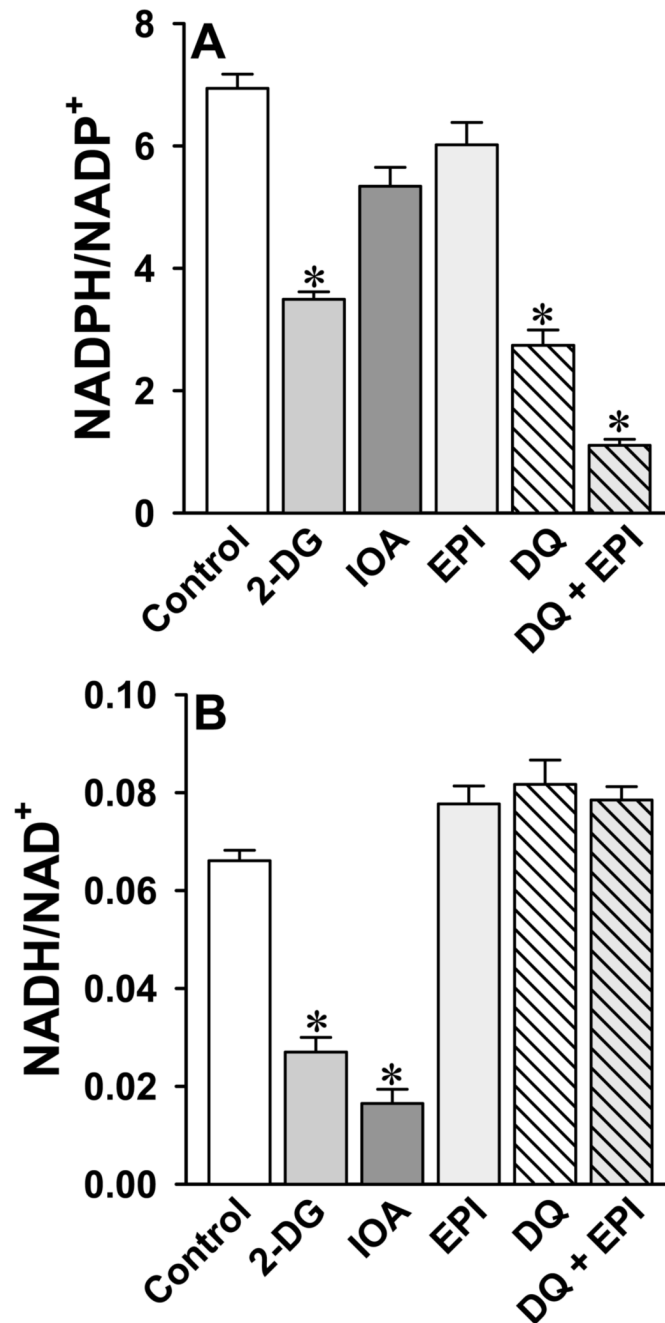 A
NADPH/NADP+
8
6
4
2
0
*
*
*
Control
2-DG
IOA
EPI
DQ
DQ + EPI
B
NADH/NAD+
0.10
0.08
0.06
0.04
0.02
0.00
*
*
Control
2-DG
IOA
EPI
DQ
DQ + EPI